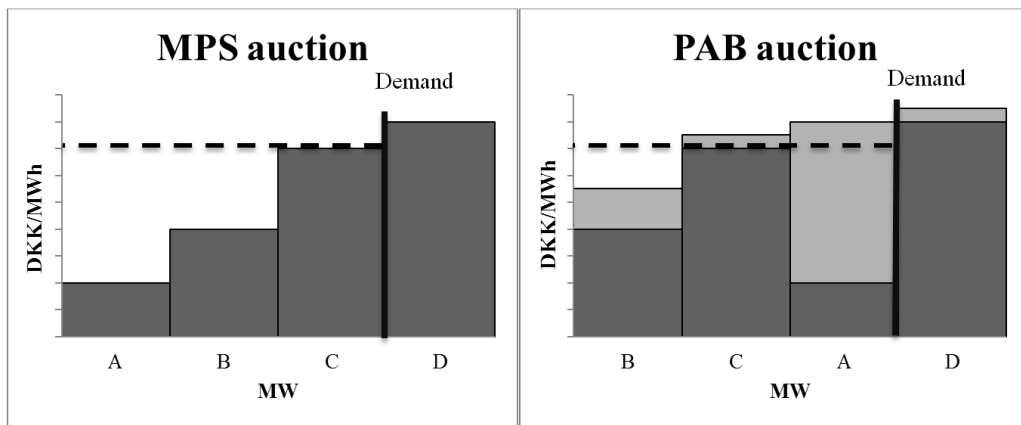 MPS auction
Demand
DKK/MWh
A B C D
MW
PAB auction
Demand
DKK/MWh
B C A D
MW